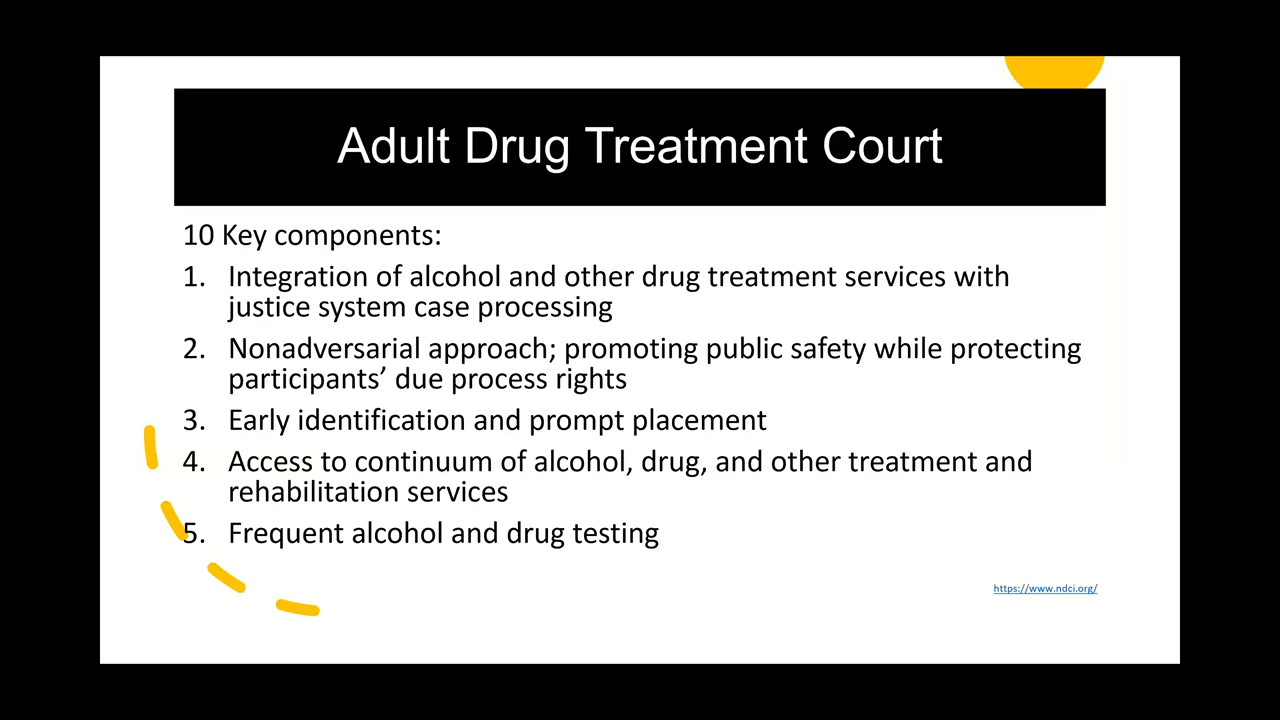 Adult Drug Treatment Court
10 Key components:
1. Integration of alcohol and other drug treatment services with
justice system case processing
2. Nonadversarial approach; promoting public safety while protecting
participants’ due process rights
3. Early identification and prompt placement
4. Access to continuum of alcohol, drug, and other treatment and
rehabilitation services
5. Frequent alcohol and drug testing
https://www.ndci.org/